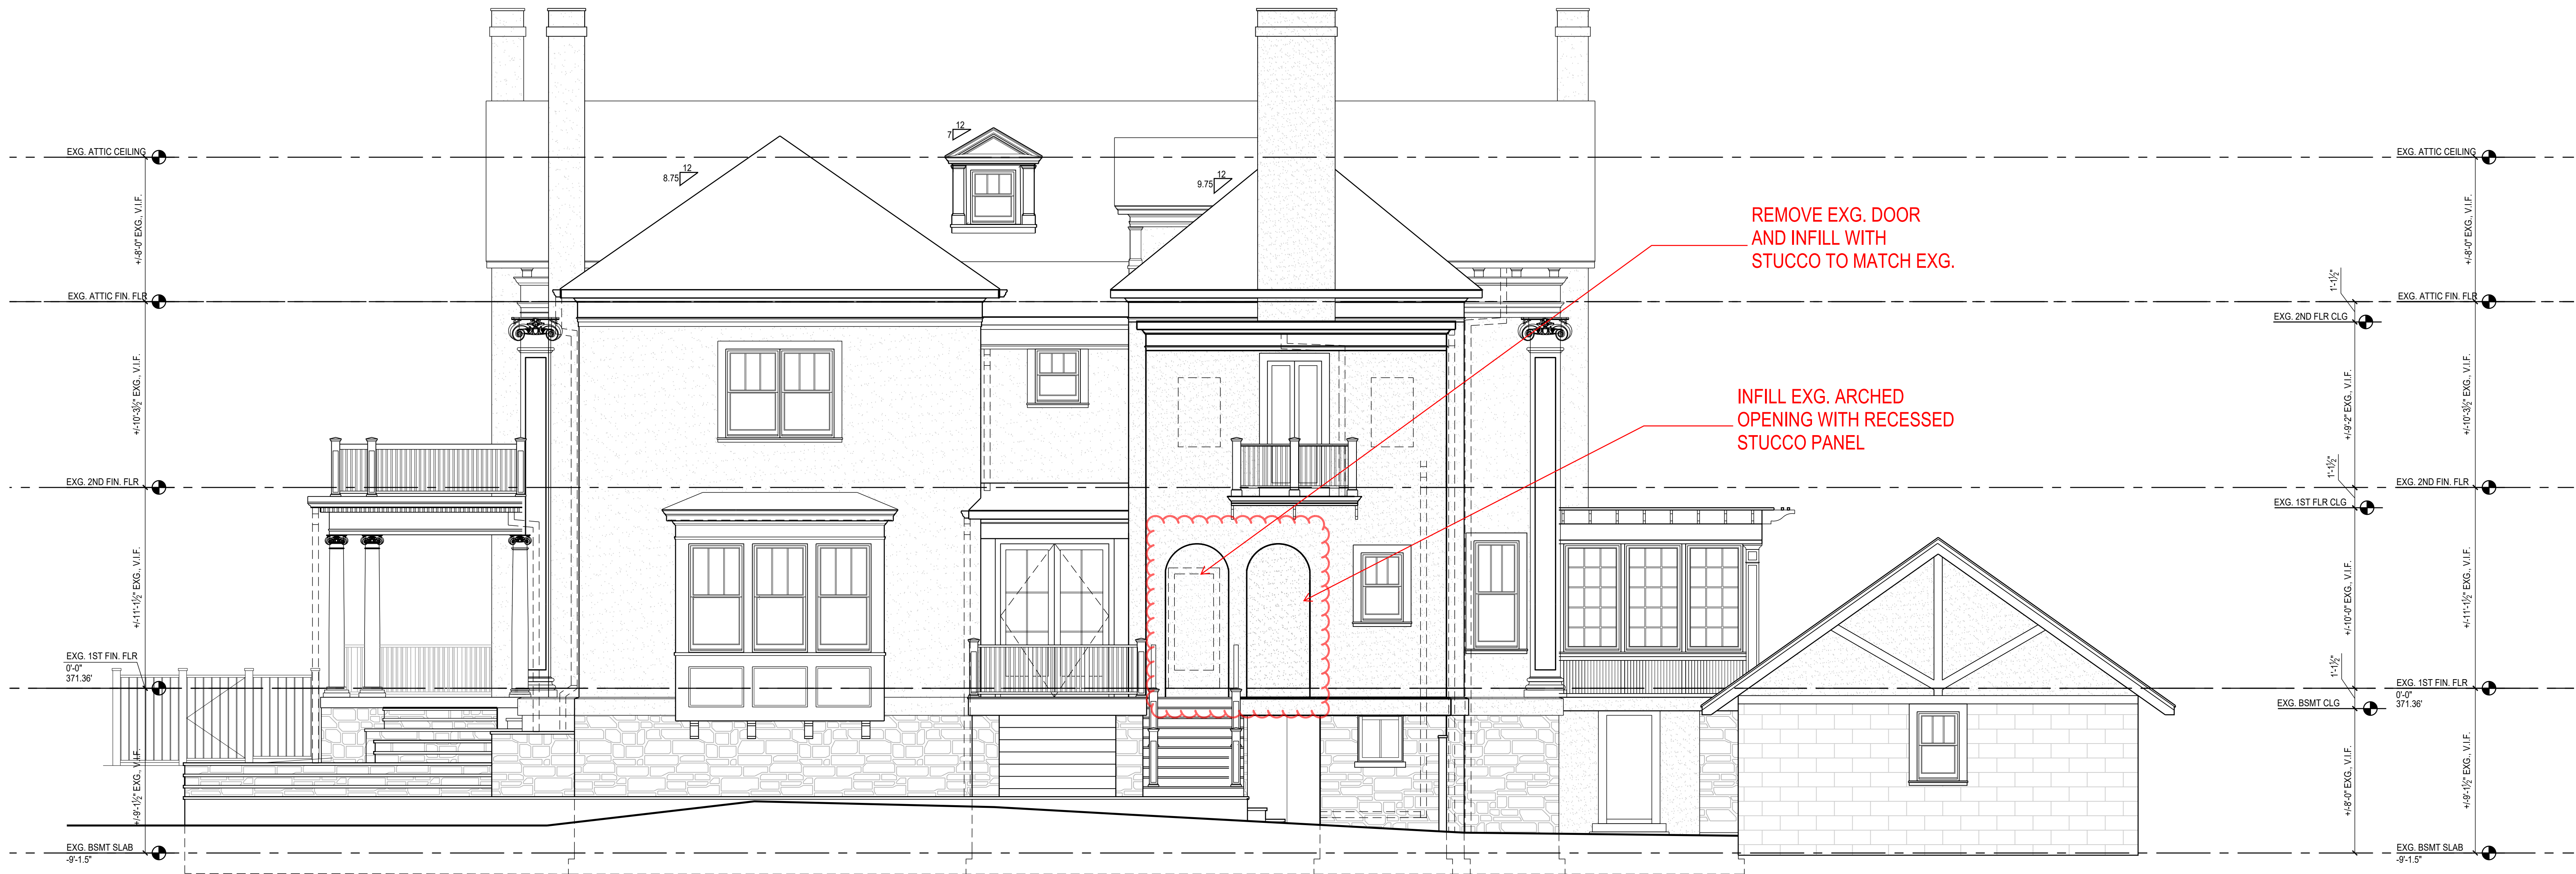 EXG. ATTIC CEILING
+/-8'-0" EXG., V.I.F.
EXG. ATTIC FIN. FLR
+/-10'-3½" EXG., V.I.F.
EXG. 2ND FIN. FLR
+/-11'-1½" EXG., V.I.F.
EXG. 1ST FIN. FLR
0'-0"
371.36'
+/-9'-1½" EXG., V.I.F.
EXG. BSMT SLAB
-9'-1.5"
12
8.75
12
7
12
9.75
REMOVE EXG. DOOR
AND INFILL WITH
STUCCO TO MATCH EXG.
INFILL EXG. ARCHED
OPENING WITH RECESSED
STUCCO PANEL
1'-1½"
EXG. 2ND FLR CLG
+/-9'-2" EXG., V.I.F.
1'-1½"
EXG. 1ST FLR CLG
+/-10'-0" EXG., V.I.F.
1'-1½"
EXG. BSMT CLG
+/-8'-0" EXG., V.I.F.
EXG. ATTIC CEILING
+/-8'-0" EXG., V.I.F.
EXG. ATTIC FIN. FLR
+/-10'-3½" EXG., V.I.F.
EXG. 2ND FIN. FLR
+/-11'-1½" EXG., V.I.F.
EXG. 1ST FIN. FLR
0'-0"
371.36'
+/-9'-1½" EXG., V.I.F.
EXG. BSMT SLAB
-9'-1.5"